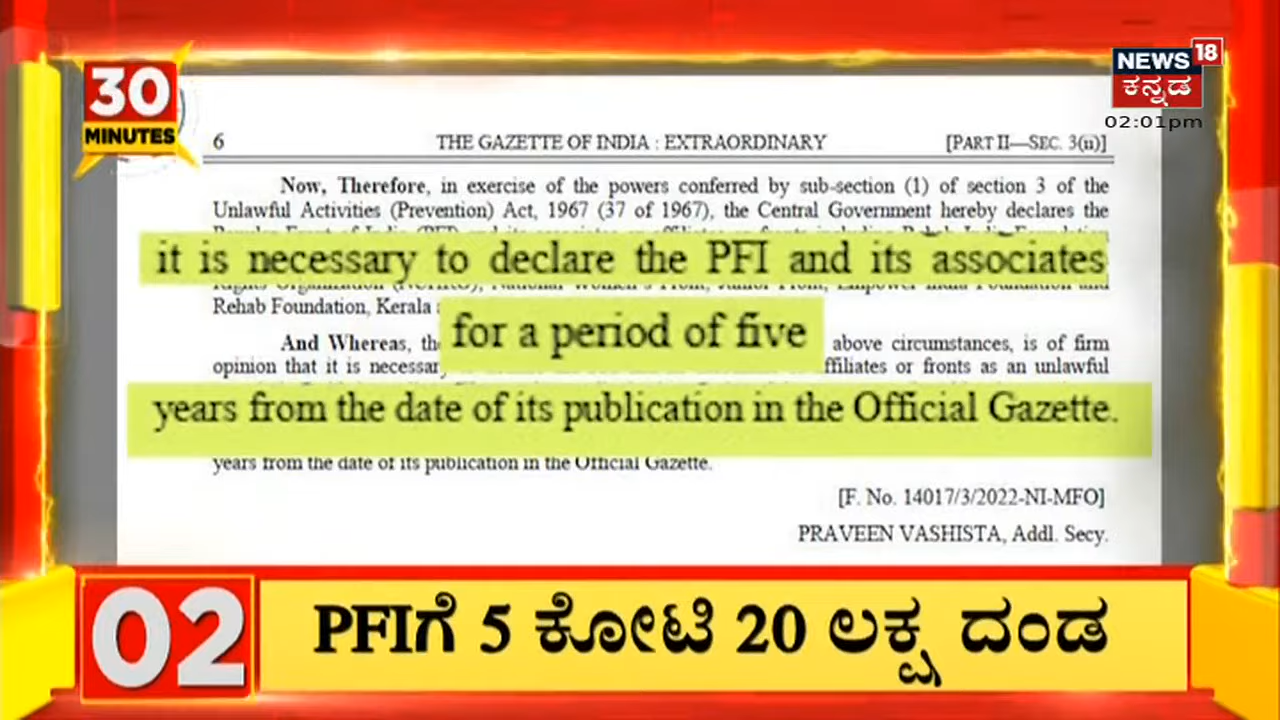 30
MINUTES
NEWS 18
ಕನ್ನಡ
02:01pm
6 THE GAZETTE OF INDIA : EXTRAORDINARY [PART II—SEC. 3(ii)]
Now, Therefore, in exercise of the powers conferred by sub-section (1) of section 3 of the
Unlawful Activities (Prevention) Act, 1967 (37 of 1967), the Central Government hereby declares the
it is necessary to declare the PFI and its associates
Rehab Foundation, Kerala
for a period of five
And Whereas, above circumstances, is of firm
opinion that it is necessary affiliates or fronts as an unlawful
years from the date of its publication in the Official Gazette.
years from the date of its publication in the Official Gazette.
[F. No. 14017/3/2022-NI-MFO]
PRAVEEN VASHISTA, Addl. Secy.
02
PFIಗೆ 5 ಕೋಟಿ 20 ಲಕ್ಷ ದಂಡ